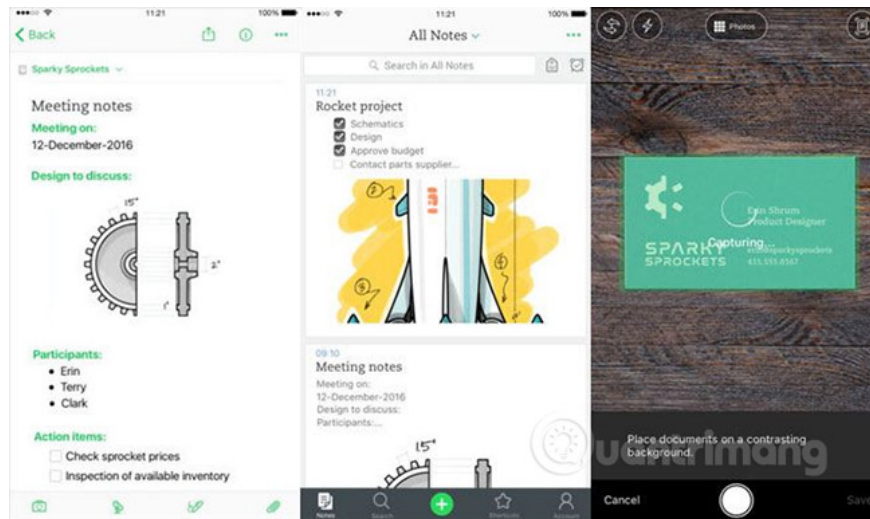 11:21
100%
Back
Sparky Sprockets
Meeting notes
Meeting on:
12-December-2016
Design to discuss:
15"
2"
1"
Participants:
Erin
Terry
Clark
Action items:
Check sprocket prices
Inspection of available inventory
11:21
100%
All Notes
Search in All Notes
11:21
Rocket project
Schematics
Design
Approve budget
Contact parts supplier...
2
3
4
09:10
Meeting notes
Meeting on:
12-December-2016
Design to discuss:
Participants:...
15"
Notes
Search
Shortcuts
Account
Photos
Erin Shrum
Product Designer
Capturing...
SPARKY
SPROCKETS
415.555.0167
Place documents on a contrasting
background.
Quantrimang
Cancel
Save